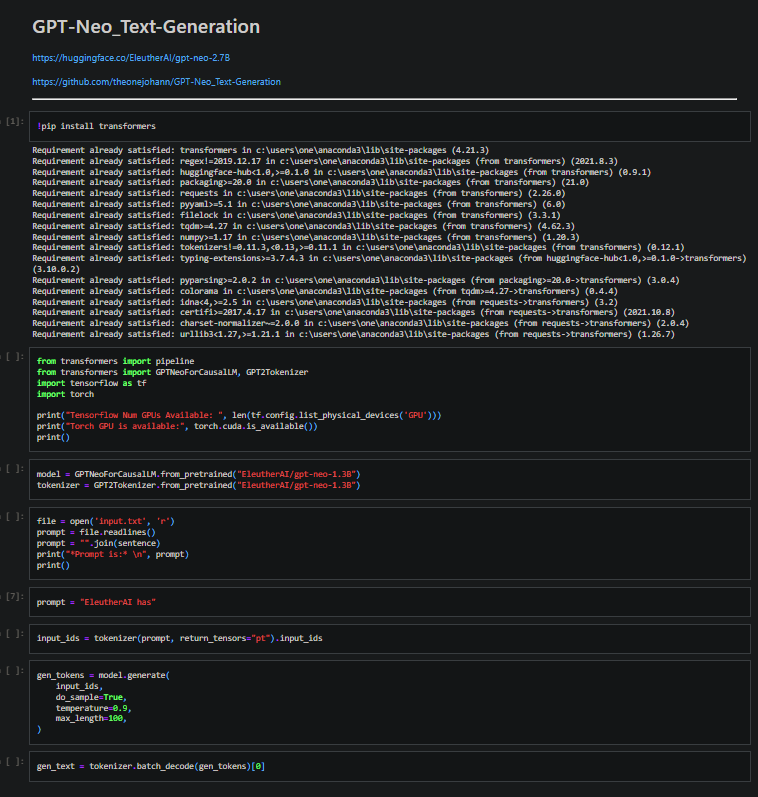 GPT-Neo_Text-Generation
https://huggingface.co/EleutherAI/gpt-neo-2.7B
https://github.com/theonejohann/GPT-Neo_Text-Generation
[1]:
!pip install transformers
Requirement already satisfied: transformers in c:\users\one\anaconda3\lib\site-packages (4.21.3)
Requirement already satisfied: regex!=2019.12.17 in c:\users\one\anaconda3\lib\site-packages (from transformers) (2021.8.3)
Requirement already satisfied: huggingface-hub<1.0,>=0.1.0 in c:\users\one\anaconda3\lib\site-packages (from transformers) (0.9.1)
Requirement already satisfied: packaging>=20.0 in c:\users\one\anaconda3\lib\site-packages (from transformers) (21.0)
Requirement already satisfied: requests in c:\users\one\anaconda3\lib\site-packages (from transformers) (2.26.0)
Requirement already satisfied: pyyaml>=5.1 in c:\users\one\anaconda3\lib\site-packages (from transformers) (6.0)
Requirement already satisfied: filelock in c:\users\one\anaconda3\lib\site-packages (from transformers) (3.3.1)
Requirement already satisfied: tqdm>=4.27 in c:\users\one\anaconda3\lib\site-packages (from transformers) (4.62.3)
Requirement already satisfied: numpy>=1.17 in c:\users\one\anaconda3\lib\site-packages (from transformers) (1.20.3)
Requirement already satisfied: tokenizers!=0.11.3,<0.13,>=0.11.1 in c:\users\one\anaconda3\lib\site-packages (from transformers) (0.12.1)
Requirement already satisfied: typing-extensions>=3.7.4.3 in c:\users\one\anaconda3\lib\site-packages (from huggingface-hub<1.0,>=0.1.0->transformers)
(3.10.0.2)
Requirement already satisfied: pyparsing>=2.0.2 in c:\users\one\anaconda3\lib\site-packages (from packaging>=20.0->transformers) (3.0.4)
Requirement already satisfied: colorama in c:\users\one\anaconda3\lib\site-packages (from tqdm>=4.27->transformers) (0.4.4)
Requirement already satisfied: idna<4,>=2.5 in c:\users\one\anaconda3\lib\site-packages (from requests->transformers) (3.2)
Requirement already satisfied: certifi>=2017.4.17 in c:\users\one\anaconda3\lib\site-packages (from requests->transformers) (2021.10.8)
Requirement already satisfied: charset-normalizer~=2.0.0 in c:\users\one\anaconda3\lib\site-packages (from requests->transformers) (2.0.4)
Requirement already satisfied: urllib3<1.27,>=1.21.1 in c:\users\one\anaconda3\lib\site-packages (from requests->transformers) (1.26.7)
[ ]:
from transformers import pipeline
from transformers import GPTNeoForCausalLM, GPT2Tokenizer
import tensorflow as tf
import torch
print("Tensorflow Num GPUs Available: ", len(tf.config.list_physical_devices('GPU')))
print("Torch GPU is available:", torch.cuda.is_available())
print()
[ ]:
model = GPTNeoForCausalLM.from_pretrained("EleutherAI/gpt-neo-1.3B")
tokenizer = GPT2Tokenizer.from_pretrained("EleutherAI/gpt-neo-1.3B")
[ ]:
file = open('input.txt', 'r')
prompt = file.readlines()
prompt = "".join(sentence)
print("*Prompt is:* \n", prompt)
print()
[7]:
prompt = "EleutherAI has"
[ ]:
input_ids = tokenizer(prompt, return_tensors="pt").input_ids
[ ]:
gen_tokens = model.generate(
    input_ids,
    do_sample=True,
    temperature=0.9,
    max_length=100,
)
[ ]:
gen_text = tokenizer.batch_decode(gen_tokens)[0]